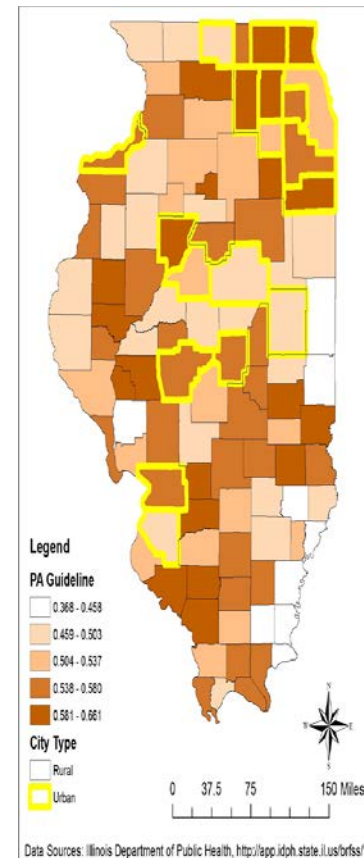 Legend
PA Guideline
0.368 - 0.458
0.459 - 0.503
0.504 - 0.537
0.538 - 0.580
0.581 - 0.661
City Type
Rural
Urban
N
W E
S
0 37.5 75 150 Miles
Data Sources: Illinois Department of Public Health, http://app.idph.state.il.us/brfss/